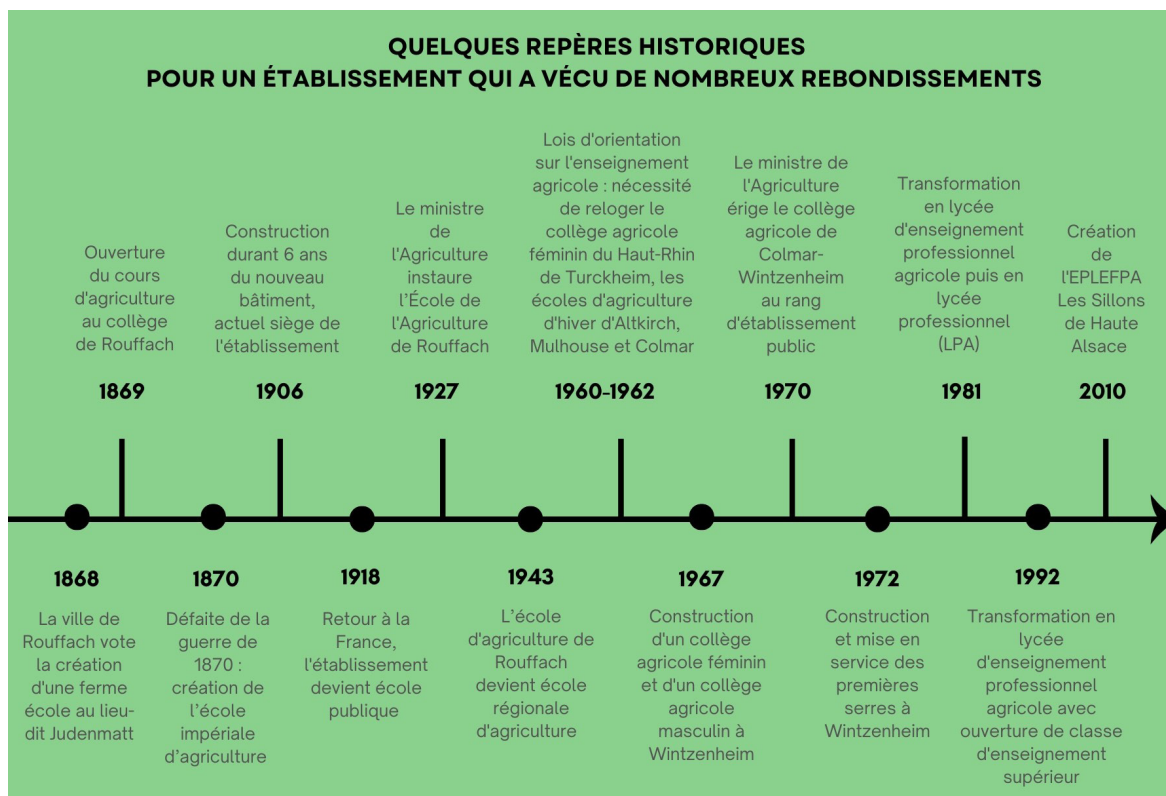 QUELQUES REPÈRES HISTORIQUES
POUR UN ÉTABLISSEMENT QUI A VÉCU DE NOMBREUX REBONDISSEMENTS
Ouverture
du cours
d'agriculture
au collège
de Rouffach
1869
Construction
durant 6 ans
du nouveau
bâtiment,
actuel siège de
l'établissement
1906
Le ministre
de
l'Agriculture
instaure
l’École de
l'Agriculture
de Rouffach
1927
Lois d'orientation
sur l'enseignement
agricole : nécessité
de reloger le
collège agricole
féminin du Haut-Rhin
de Turckheim, les
écoles d'agriculture
d'hiver d'Altkirch,
Mulhouse et Colmar
1960-1962
Le ministre de
l'Agriculture
érige le collège
agricole de
Colmar-
Wintzenheim
au rang
d'établissement
public
1970
Transformation
en lycée
d'enseignement
professionnel
agricole puis en
lycée
professionnel
(LPA)
1981
Création
de
l'EPLEFPA
Les Sillons
de Haute
Alsace
2010
1868
La ville de
Rouffach vote
la création
d'une ferme
école au lieu-
dit Judenmatt
1870
Défaite de la
guerre de
1870 :
création de
l’école
impériale
d’agriculture
1918
Retour à la
France,
l'établissement
devient école
publique
1943
L’école
d'agriculture de
Rouffach
devient école
régionale
d'agriculture
1967
Construction
d'un collège
agricole féminin
et d'un collège
agricole
masculin à
Wintzenheim
1972
Construction
et mise en
service des
premières
serres à
Wintzenheim
1992
Transformation en
lycée
d'enseignement
professionnel
agricole avec
ouverture de classe
d'enseignement
supérieur